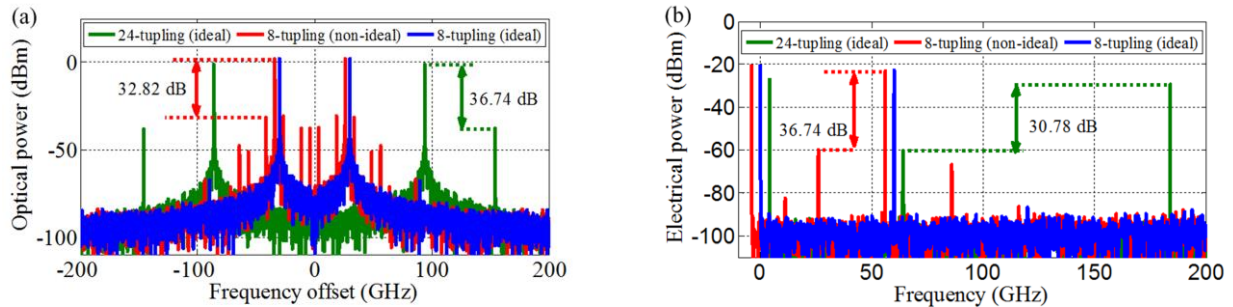 (a)
24-tupling (ideal) 8-tupling (non-ideal) 8-tupling (ideal)
32.82 dB
36.74 dB
Optical power (dBm)
0
-50
-100
-200 -100 0 100 200
Frequency offset (GHz)
(b)
24-tupling (ideal) 8-tupling (non-ideal) 8-tupling (ideal)
36.74 dB
30.78 dB
Electrical power (dBm)
0
-20
-40
-60
-80
-100
0 50 100 150 200
Frequency (GHz)